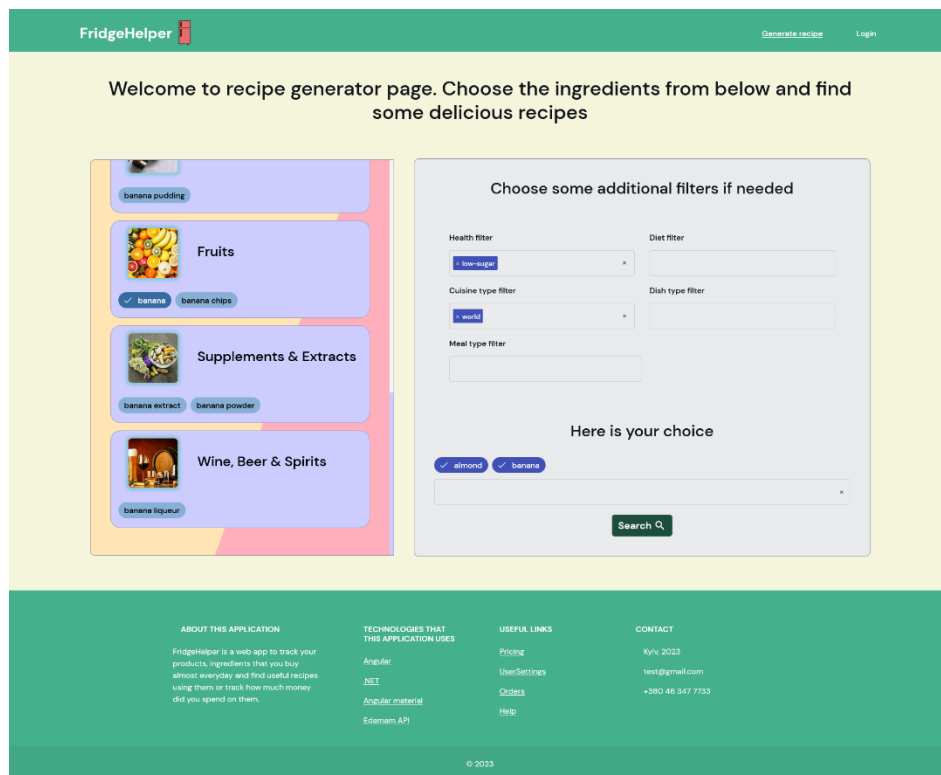 FridgeHelper
Generate recipe
Login
Welcome to recipe generator page. Choose the ingredients from below and find
some delicious recipes
banana pudding
Fruits
✓ banana
banana chips
Supplements & Extracts
banana extract
banana powder
Wine, Beer & Spirits
banana liqueur
Choose some additional filters if needed
Health filter
Diet filter
× low-sugar
×
Cuisine type filter
Dish type filter
× world
×
Meal type filter
Here is your choice
✓ almond
✓ banana
×
Search
ABOUT THIS APPLICATION
FridgeHelper is a web app to track your
products, ingredients that you buy
almost everyday and find useful recipes
using them or track how much money
did you spend on them.
TECHNOLOGIES THAT
THIS APPLICATION USES
Angular
.NET
Angular meterial
Edemam API
USEFUL LINKS
Pricing
UserSettings
Orders
Help
CONTACT
Kyiv, 2023
test@gmail.com
+380 46 347 7733
© 2023